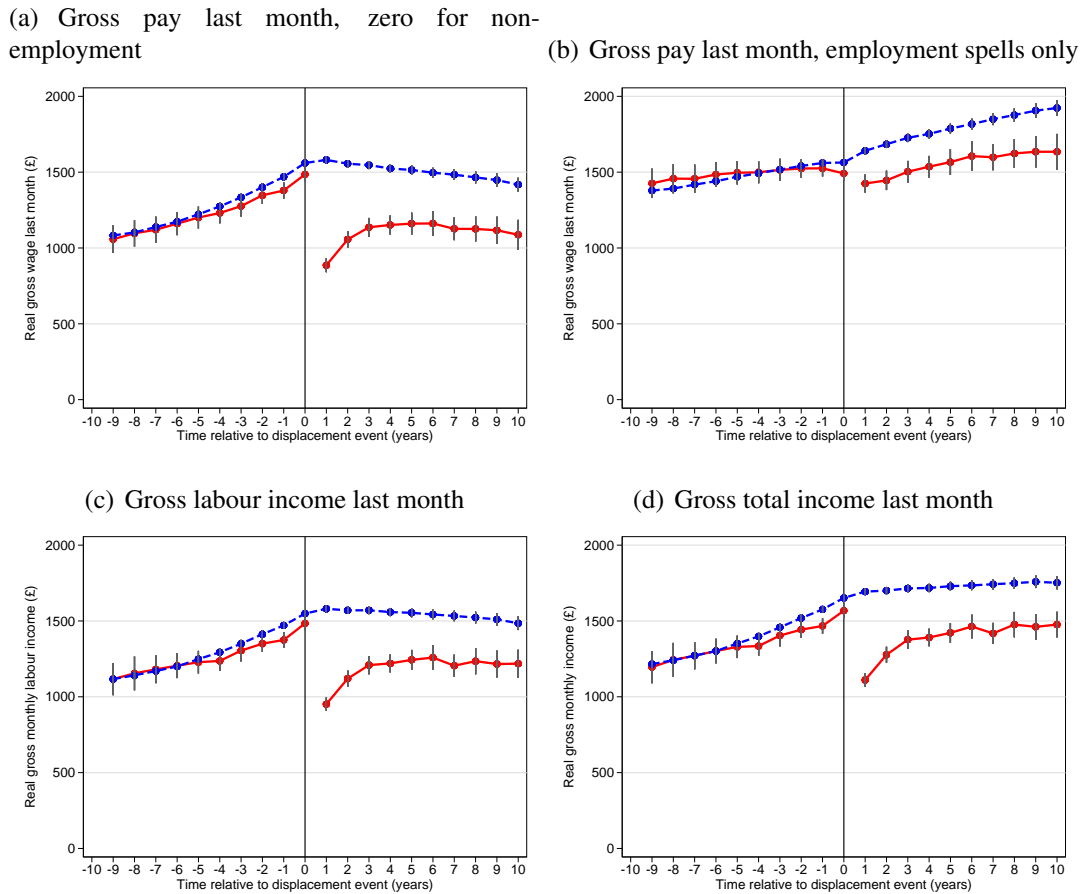 (a) Gross pay last month, zero for non-
employment
(b) Gross pay last month, employment spells only
2000
1500
1000
500
0
Real gross wage last month (£)
-10 -9 -8 -7 -6 -5 -4 -3 -2 -1 0 1 2 3 4 5 6 7 8 9 10
Time relative to displacement event (years)
2000
1500
1000
500
0
Real gross wage last month (£)
-10 -9 -8 -7 -6 -5 -4 -3 -2 -1 0 1 2 3 4 5 6 7 8 9 10
Time relative to displacement event (years)
(c) Gross labour income last month
(d) Gross total income last month
2000
1500
1000
500
0
Real gross monthly labour income (£)
-10 -9 -8 -7 -6 -5 -4 -3 -2 -1 0 1 2 3 4 5 6 7 8 9 10
Time relative to displacement event (years)
2000
1500
1000
500
0
Real gross monthly income (£)
-10 -9 -8 -7 -6 -5 -4 -3 -2 -1 0 1 2 3 4 5 6 7 8 9 10
Time relative to displacement event (years)